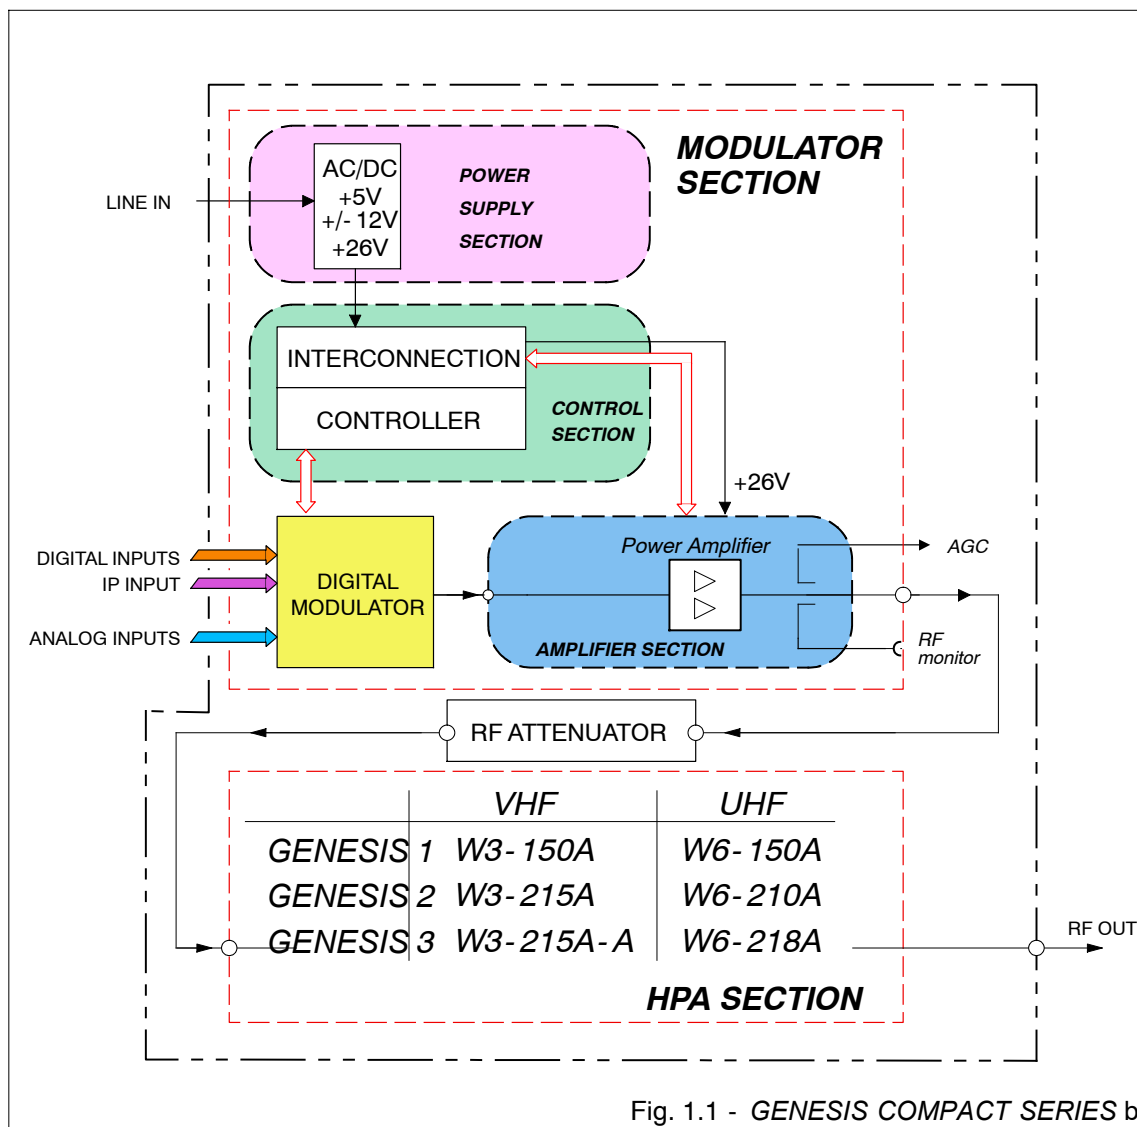 MODULATOR
SECTION
AC/DC
+5V
+/- 12V
+26V
POWER
SUPPLY
SECTION
LINE IN
INTERCONNECTION
CONTROLLER
CONTROL
SECTION
+26V
DIGITAL INPUTS
IP INPUT
ANALOG INPUTS
DIGITAL
MODULATOR
Power Amplifier
AMPLIFIER SECTION
AGC
RF
monitor
RF ATTENUATOR
VHF UHF
GENESIS 1 W3-150A W6-150A
GENESIS 2 W3-215A W6-210A
GENESIS 3 W3-215A-A W6-218A
RF OUT
HPA SECTION
Fig. 1.1 - GENESIS COMPACT SERIES b